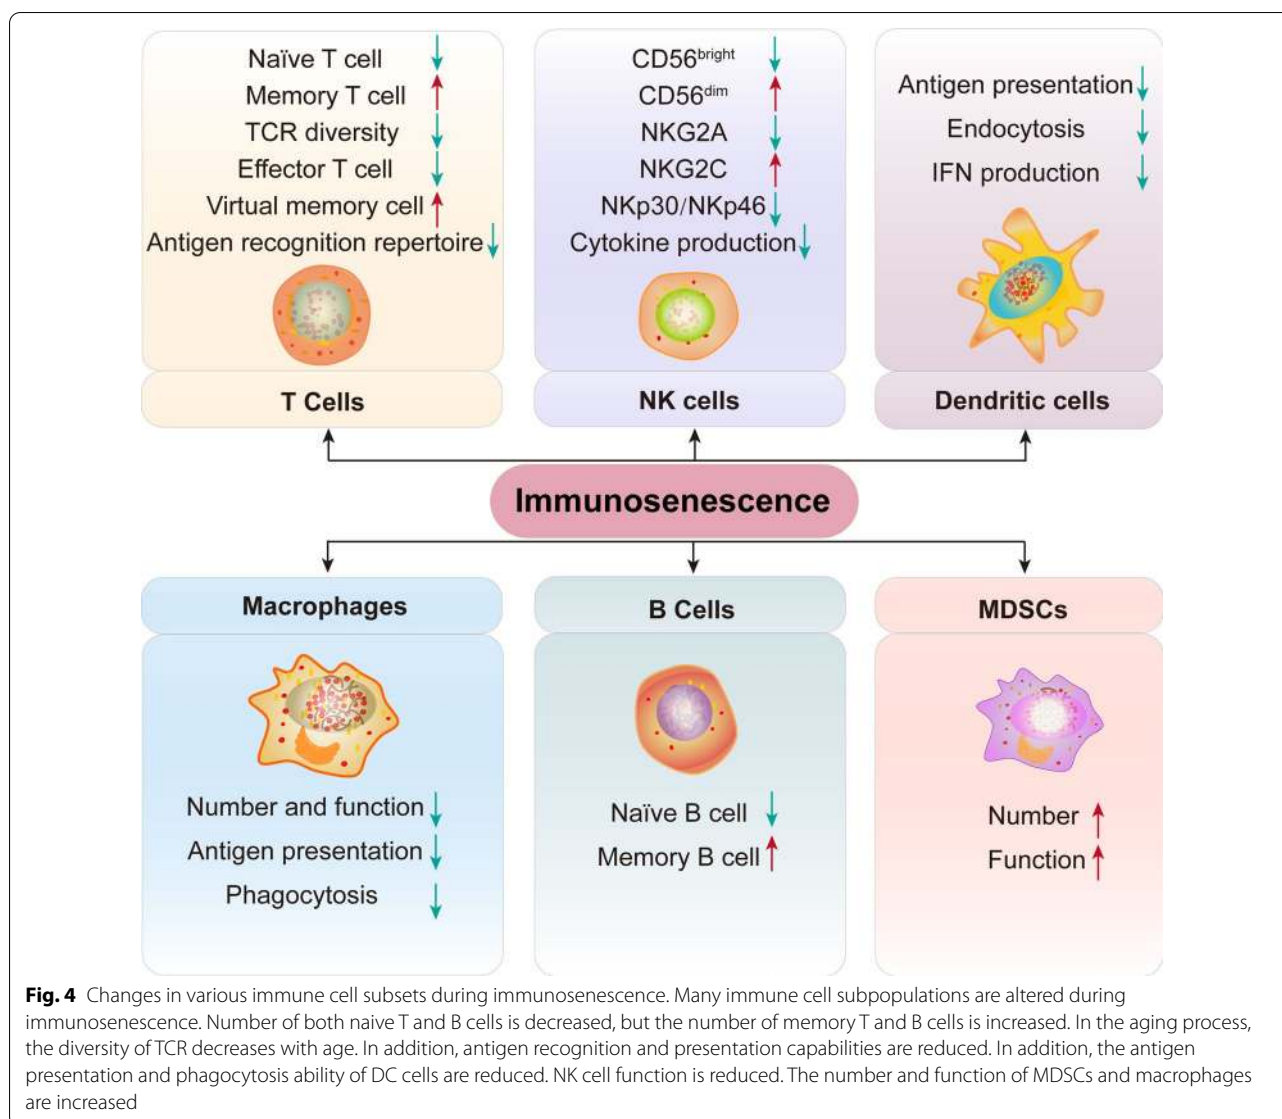 Naïve T cell ↓
Memory T cell ↑
TCR diversity ↓
Effector T cell ↓
Virtual memory cell ↑
Antigen recognition repertoire ↓
T Cells
CD56bright ↓
CD56dim ↑
NKG2A ↓
NKG2C ↑
NKp30/NKp46 ↓
Cytokine production ↓
NK cells
Antigen presentation ↓
Endocytosis ↓
IFN production ↓
Dendritic cells
Immunosenescence
Macrophages
Number and function ↓
Antigen presentation ↓
Phagocytosis ↓
B Cells
Naïve B cell ↓
Memory B cell ↑
MDSCs
Number ↑
Function ↑
Fig. 4 Changes in various immune cell subsets during immunosenescence. Many immune cell subpopulations are altered during
immunosenescence. Number of both naive T and B cells is decreased, but the number of memory T and B cells is increased. In the aging process,
the diversity of TCR decreases with age. In addition, antigen recognition and presentation capabilities are reduced. In addition, the antigen
presentation and phagocytosis ability of DC cells are reduced. NK cell function is reduced. The number and function of MDSCs and macrophages
are increased